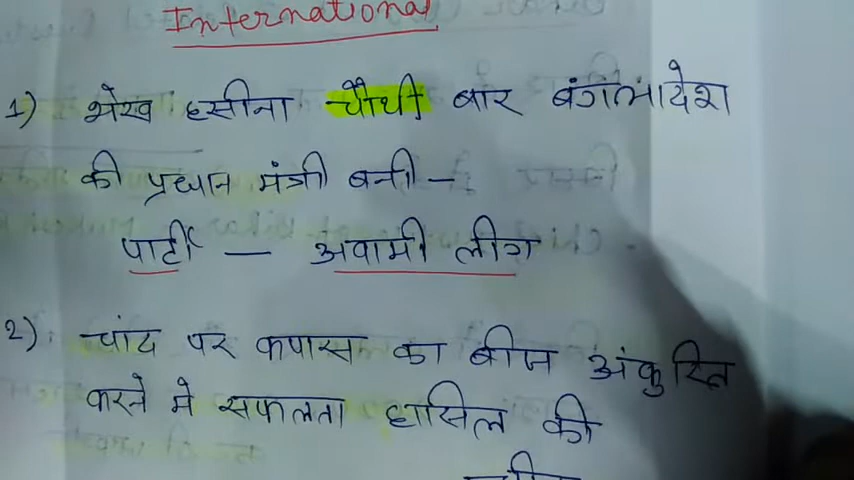 International
1) शेख हसीना चौथी बार बंगलादेश
की प्रधान मंत्री बनी –
पार्टी – अवामी लीग
2) चांद पर कपास का बीज अंकुरित
करने मे सफलता हासिल की